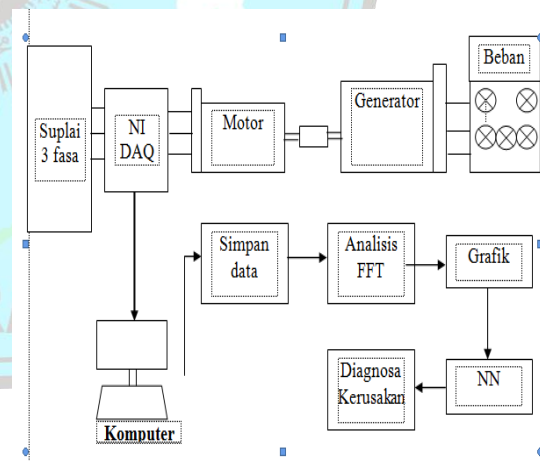 Beban
Suplai
3 fasa
NI
DAQ
Motor
Generator
Simpan
data
Analisis
FFT
Grafik
Diagnosa
Kerusakan
NN
Komputer